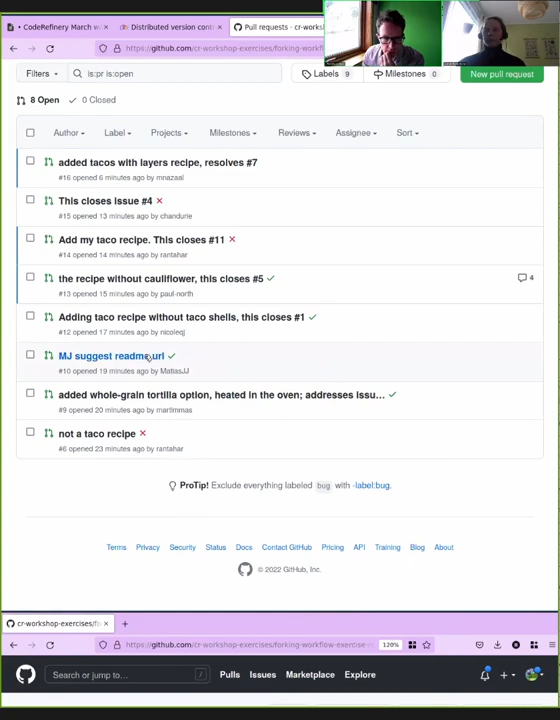 • CodeRefinery March w ×
Distributed version cont ×
Pull requests · cr-works
https://github.com/cr-workshop-exercises/forking-workf
Filters
is:pr is:open
Labels 9
Milestones 0
New pull request
8 Open
0 Closed
Author
Label
Projects
Milestones
Reviews
Assignee
Sort
added tacos with layers recipe, resolves #7
#16 opened 6 minutes ago by mnazaal
This closes issue #4
#15 opened 13 minutes ago by chandurie
Add my taco recipe. This closes #11
#14 opened 14 minutes ago by rantahar
the recipe without cauliflower, this closes #5
4
#13 opened 15 minutes ago by paul-north
Adding taco recipe without taco shells, this closes #1
#12 opened 17 minutes ago by nicoleqj
MJ suggest readme url
#10 opened 19 minutes ago by MatiasJJ
added whole-grain tortilla option, heated in the oven; addresses issu…
#9 opened 20 minutes ago by martimmas
not a taco recipe
#6 opened 23 minutes ago by rantahar
ProTip! Exclude everything labeled bug with -label:bug.
Terms Privacy Security Status Docs Contact GitHub Pricing API Training Blog About
© 2022 GitHub, Inc.
cr-workshop-exercises/fo ×
https://github.com/cr-workshop-exercises/forking-workflow-exercise-r
120%
Search or jump to…
/
Pulls
Issues
Marketplace
Explore